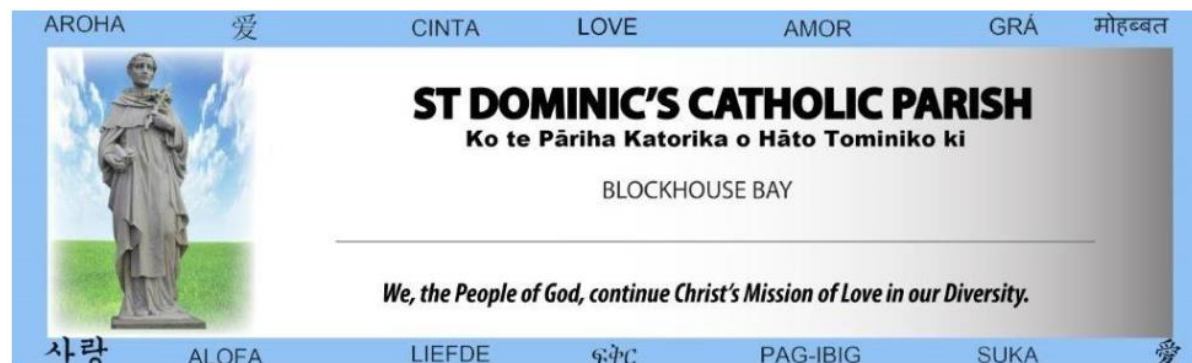 AROHA 爱 CINTA LOVE AMOR GRÁ मोहब्बत
ST DOMINIC'S CATHOLIC PARISH
Ko te Pāriha Katorika o Hāto Tominiko ki
BLOCKHOUSE BAY
We, the People of God, continue Christ's Mission of Love in our Diversity.
사랑 ALOFA LIEFDE ፍቅር PAG-IBIG SUKA 愛